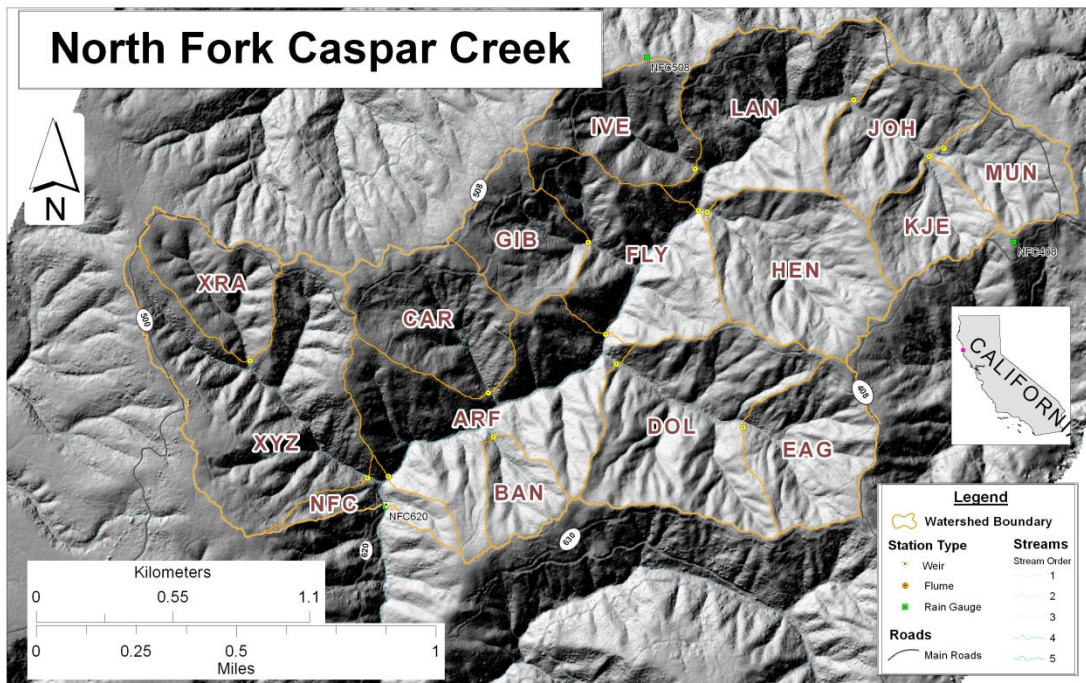 North Fork Caspar Creek
NFC508
LAN
IVE
JOH
MUN
508
N
GIB
FLY
KJE
NFC408
HEN
XRA
CAR
500
CALIFORNI
408
ARF
DOL
XYZ
EAG
BAN
NFC
NFC620
630
620
Kilometers
0 0.55 1.1
0 0.25 0.5 1
Miles
Legend
Watershed Boundary
Station Type
Weir
Flume
Rain Gauge
Roads
Main Roads
Streams
Stream Order
1
2
3
4
5